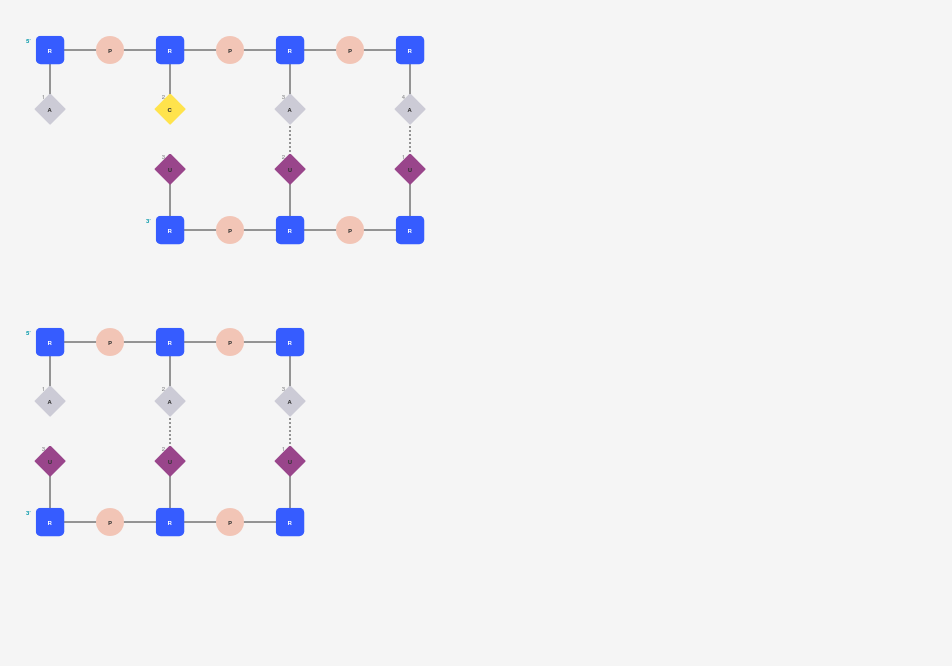 5' R P R P R P R
1 A 2 C 3 A 4 A
3 U 2 U 1 U
3' R P R P R
5' R P R P R
1 A 2 A 3 A
3 U 2 U 1 U
3' R P R P R